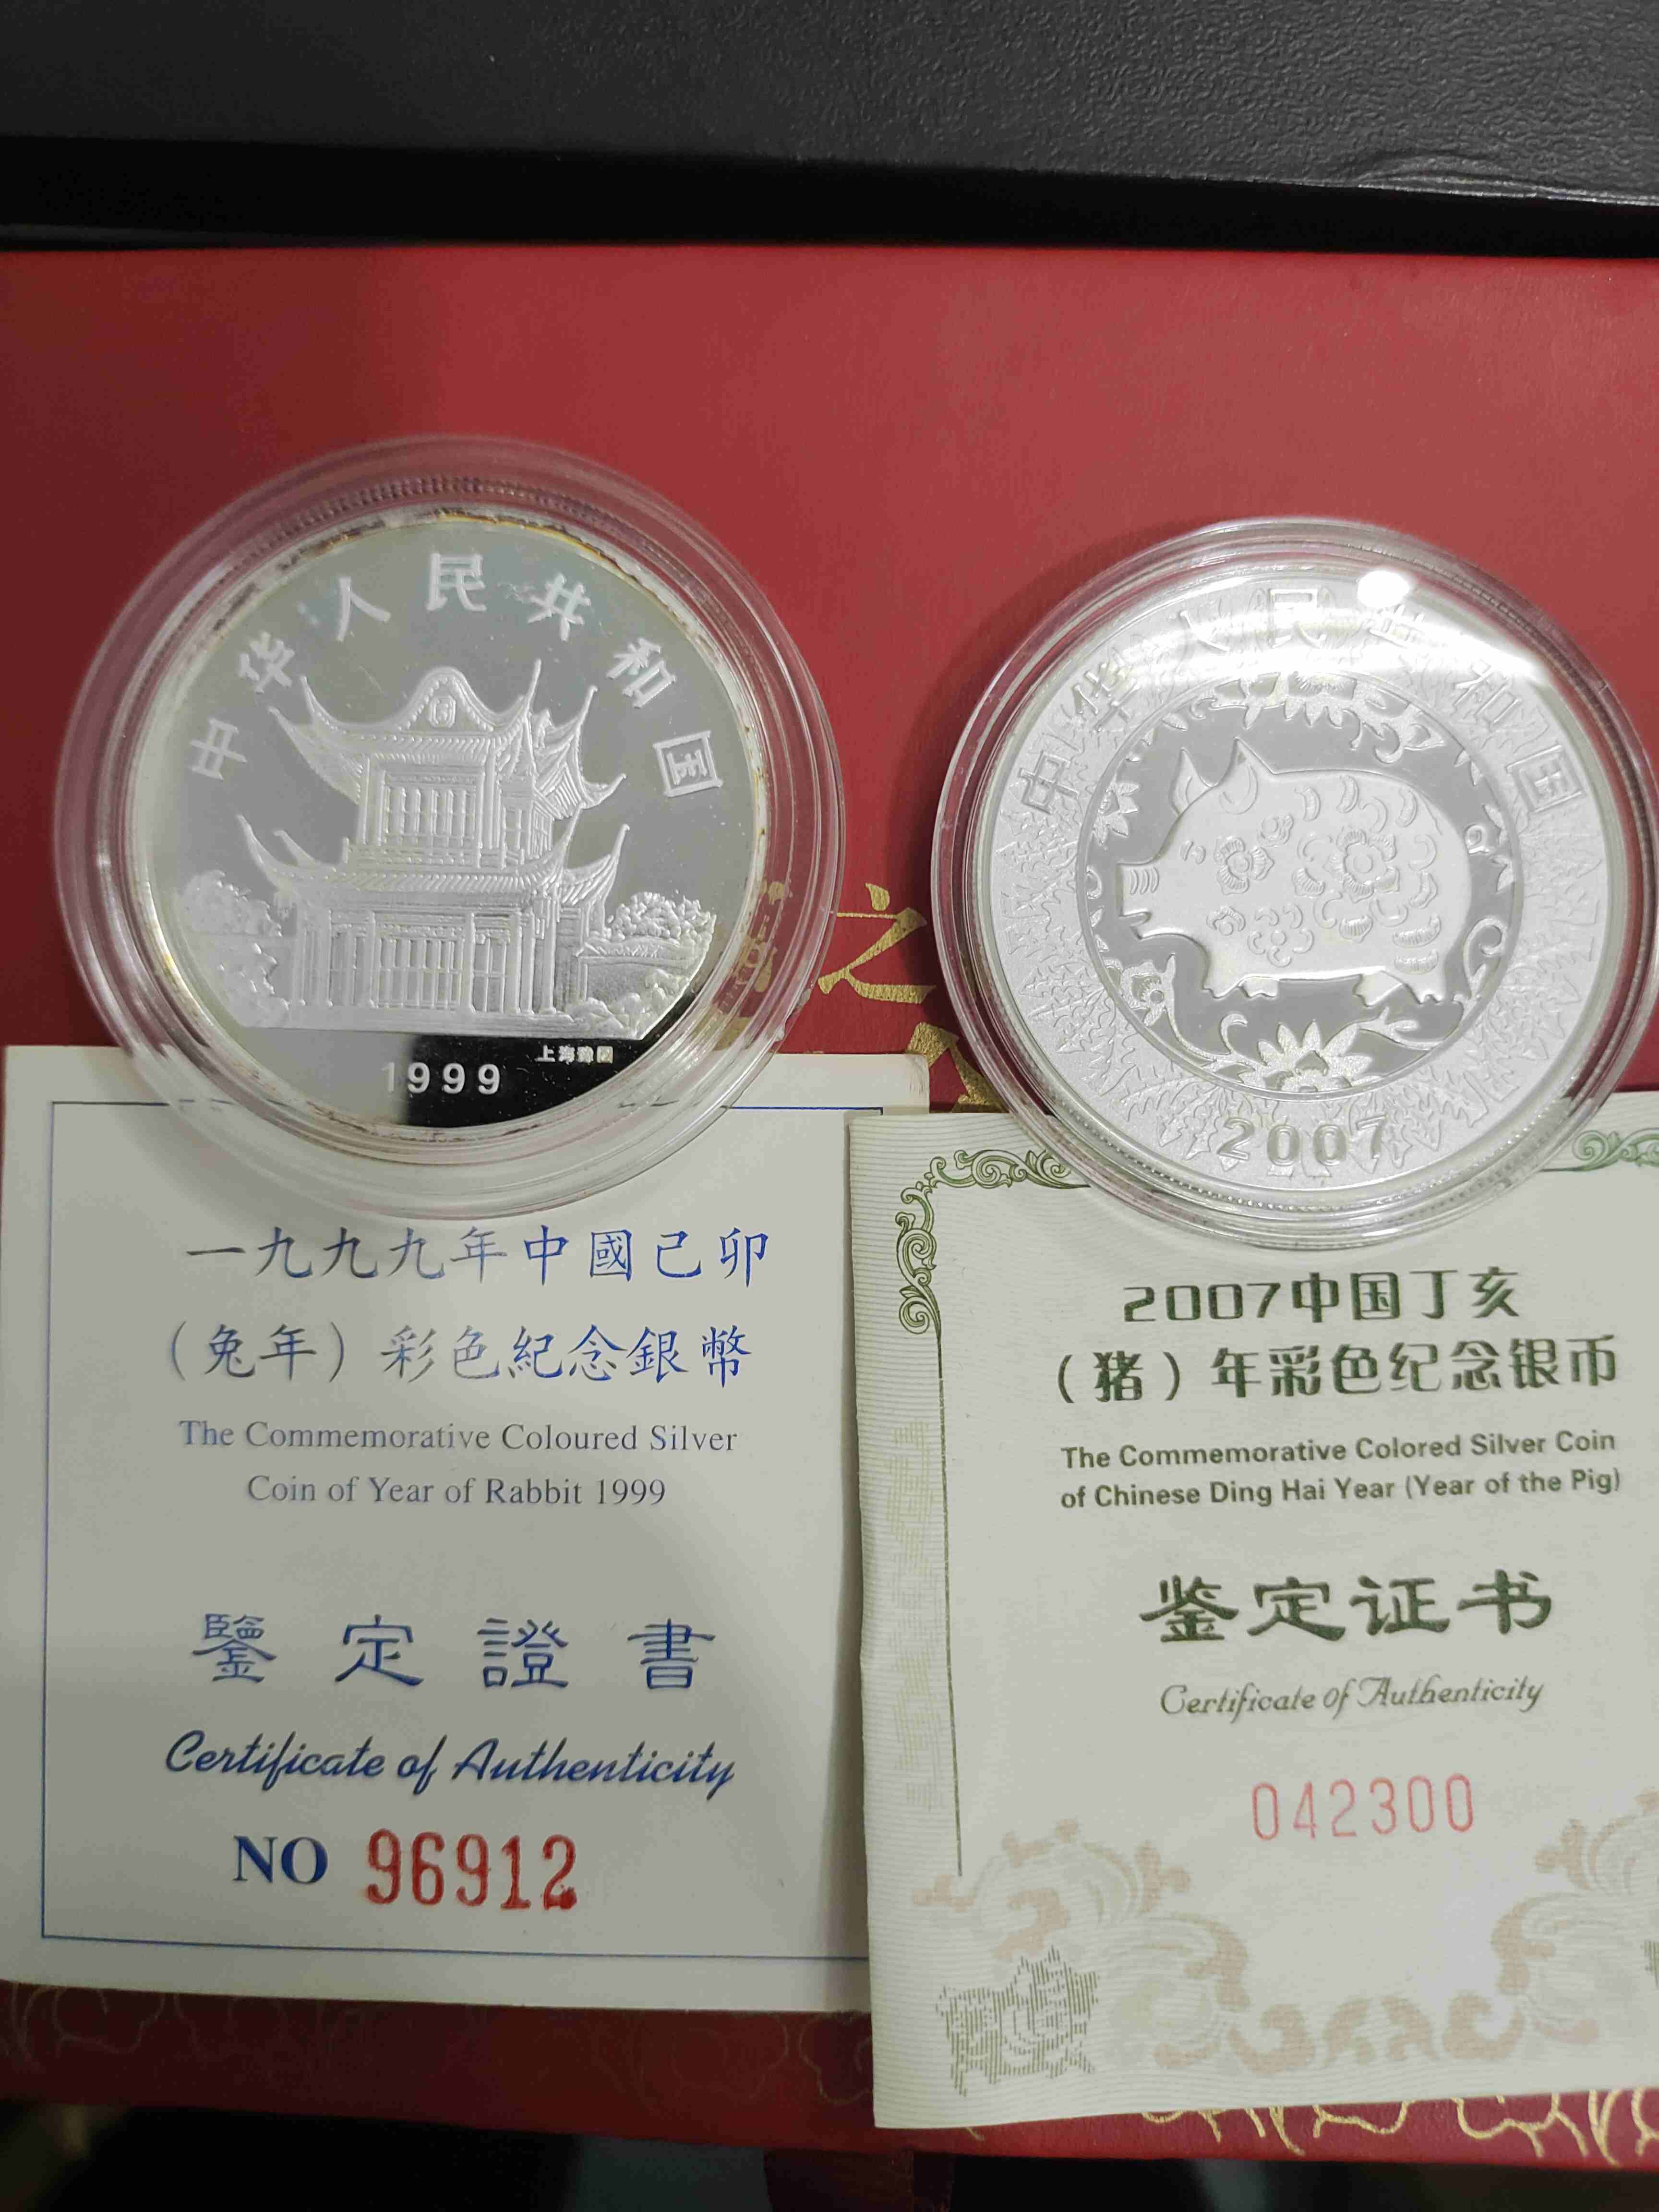 中华人民共和国
上海豫园
1999
中华人民共和国
2007
之
一九九九年中國己卯
（兔年）彩色紀念銀幣
The Commemorative Coloured Silver
Coin of Year of Rabbit 1999
鑒定證書
Certificate of Authenticity
NO 96912
2007中国丁亥
（猪）年彩色纪念银币
The Commemorative Colored Silver Coin
of Chinese Ding Hai Year (Year of the Pig)
鉴定证书
Certificate of Authenticity
042300